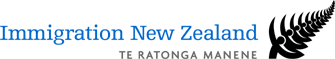 Immigration New Zealand
TE RATONGA MANENE